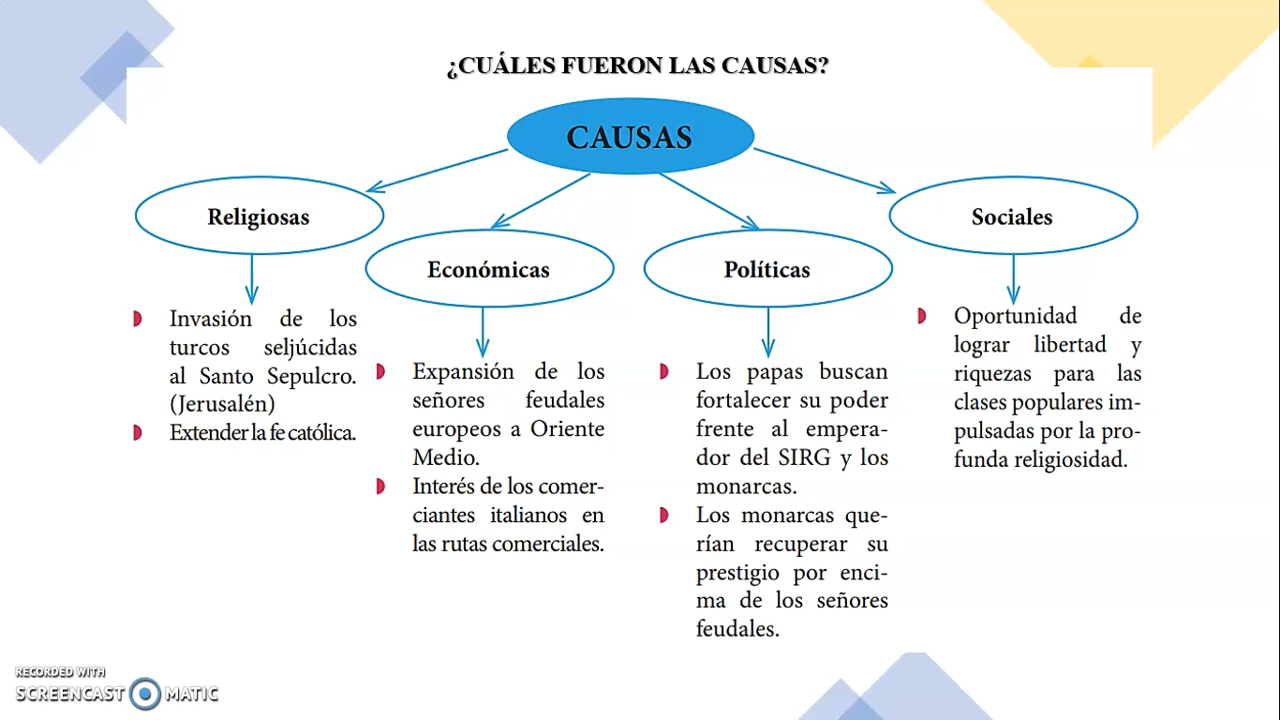 ¿CUÁLES FUERON LAS CAUSAS?
CAUSAS
Religiosas
Invasión de los
turcos seljúcidas
al Santo Sepulcro.
(Jerusalén)
Extender la fe católica.
Económicas
Expansión de los
señores feudales
europeos a Oriente
Medio.
Interés de los comer-
ciantes italianos en
las rutas comerciales.
Políticas
Los papas buscan
fortalecer su poder
frente al empera-
dor del SIRG y los
monarcas.
Los monarcas que-
rían recuperar su
prestigio por enci-
ma de los señores
feudales.
Sociales
Oportunidad de
lograr libertad y
riquezas para las
clases populares im-
pulsadas por la pro-
funda religiosidad.
RECORDED WITH
SCREENCAST MATIC